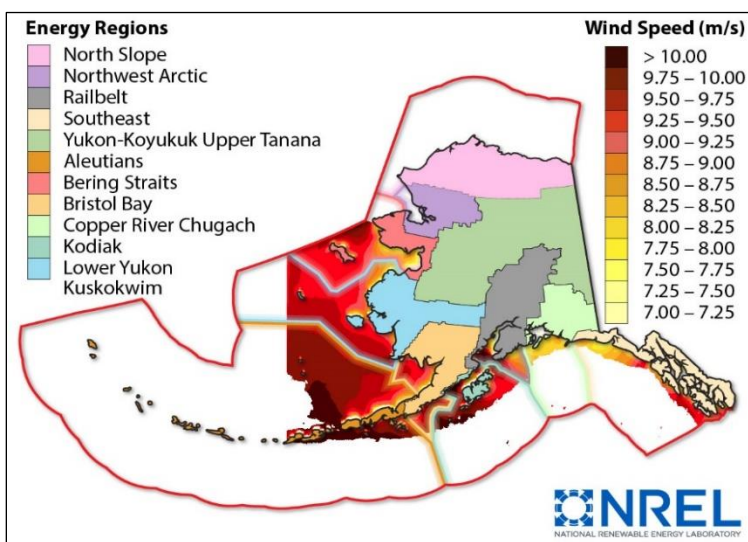 Energy Regions
North Slope
Northwest Arctic
Railbelt
Southeast
Yukon-Koyukuk Upper Tanana
Aleutians
Bering Straits
Bristol Bay
Copper River Chugach
Kodiak
Lower Yukon
Kuskokwim
Wind Speed (m/s)
> 10.00
9.75 – 10.00
9.50 – 9.75
9.25 – 9.50
9.00 – 9.25
8.75 – 9.00
8.50 – 8.75
8.25 – 8.50
8.00 – 8.25
7.75 – 8.00
7.50 – 7.75
7.25 – 7.50
7.00 – 7.25
NREL
NATIONAL RENEWABLE ENERGY LABORATORY